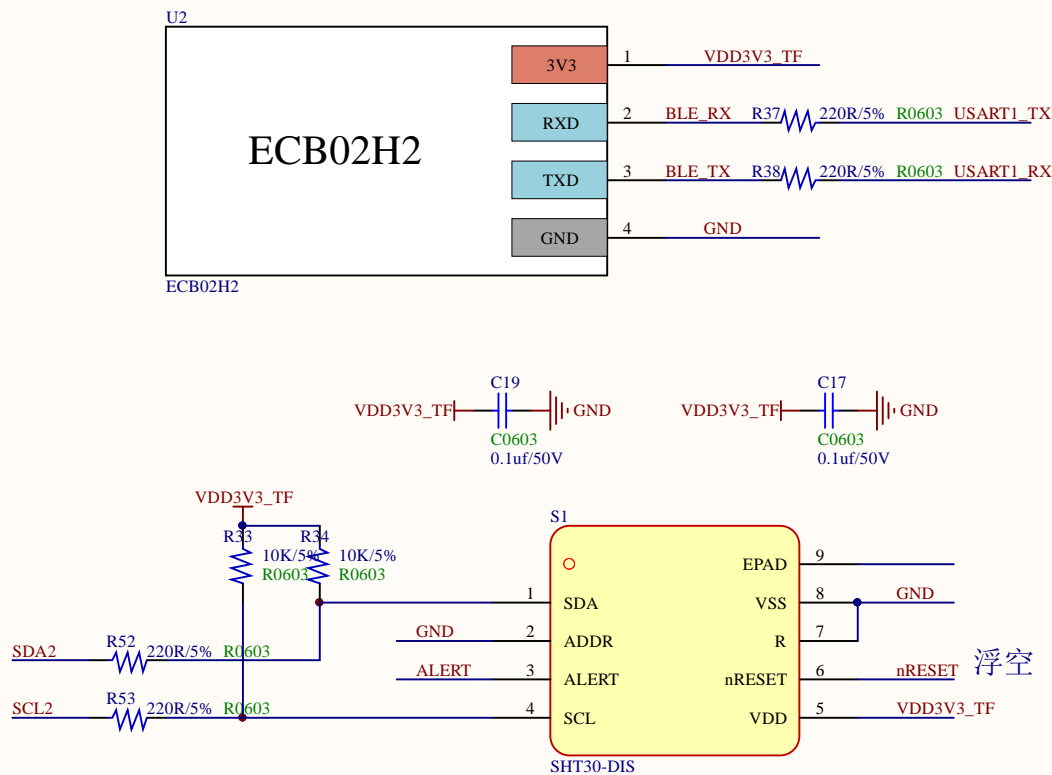 U2
3V3 1 VDD3V3_TF
RXD 2 BLE_RX R37 220R/5% R0603 USART1_TX
ECB02H2
TXD 3 BLE_TX R38 220R/5% R0603 USART1_RX
GND 4 GND
ECB02H2
C19
VDD3V3_TF GND
C0603
0.1uf/50V
C17
VDD3V3_TF GND
C0603
0.1uf/50V
VDD3V3_TF
R33 R34
10K/5% 10K/5%
R0603 R0603
S1
EPAD 9
1 SDA VSS 8 GND
GND 2 ADDR R 7
SDA2 R52 220R/5% R0603
ALERT 3 ALERT nRESET 6 nRESET 浮空
SCL2 R53 220R/5% R0603 4 SCL VDD 5 VDD3V3_TF
SHT30-DIS